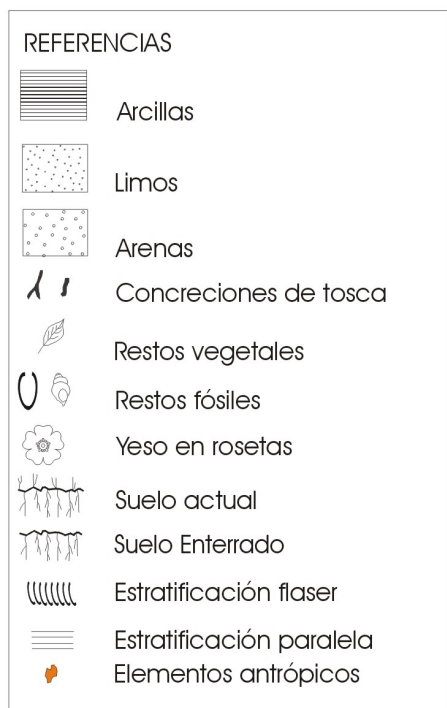 REFERENCIAS
Arcillas
Limos
Arenas
Concreciones de tosca
Restos vegetales
Restos fósiles
Yeso en rosetas
Suelo actual
Suelo Enterrado
Estratificación flaser
Estratificación paralela
Elementos antrópicos